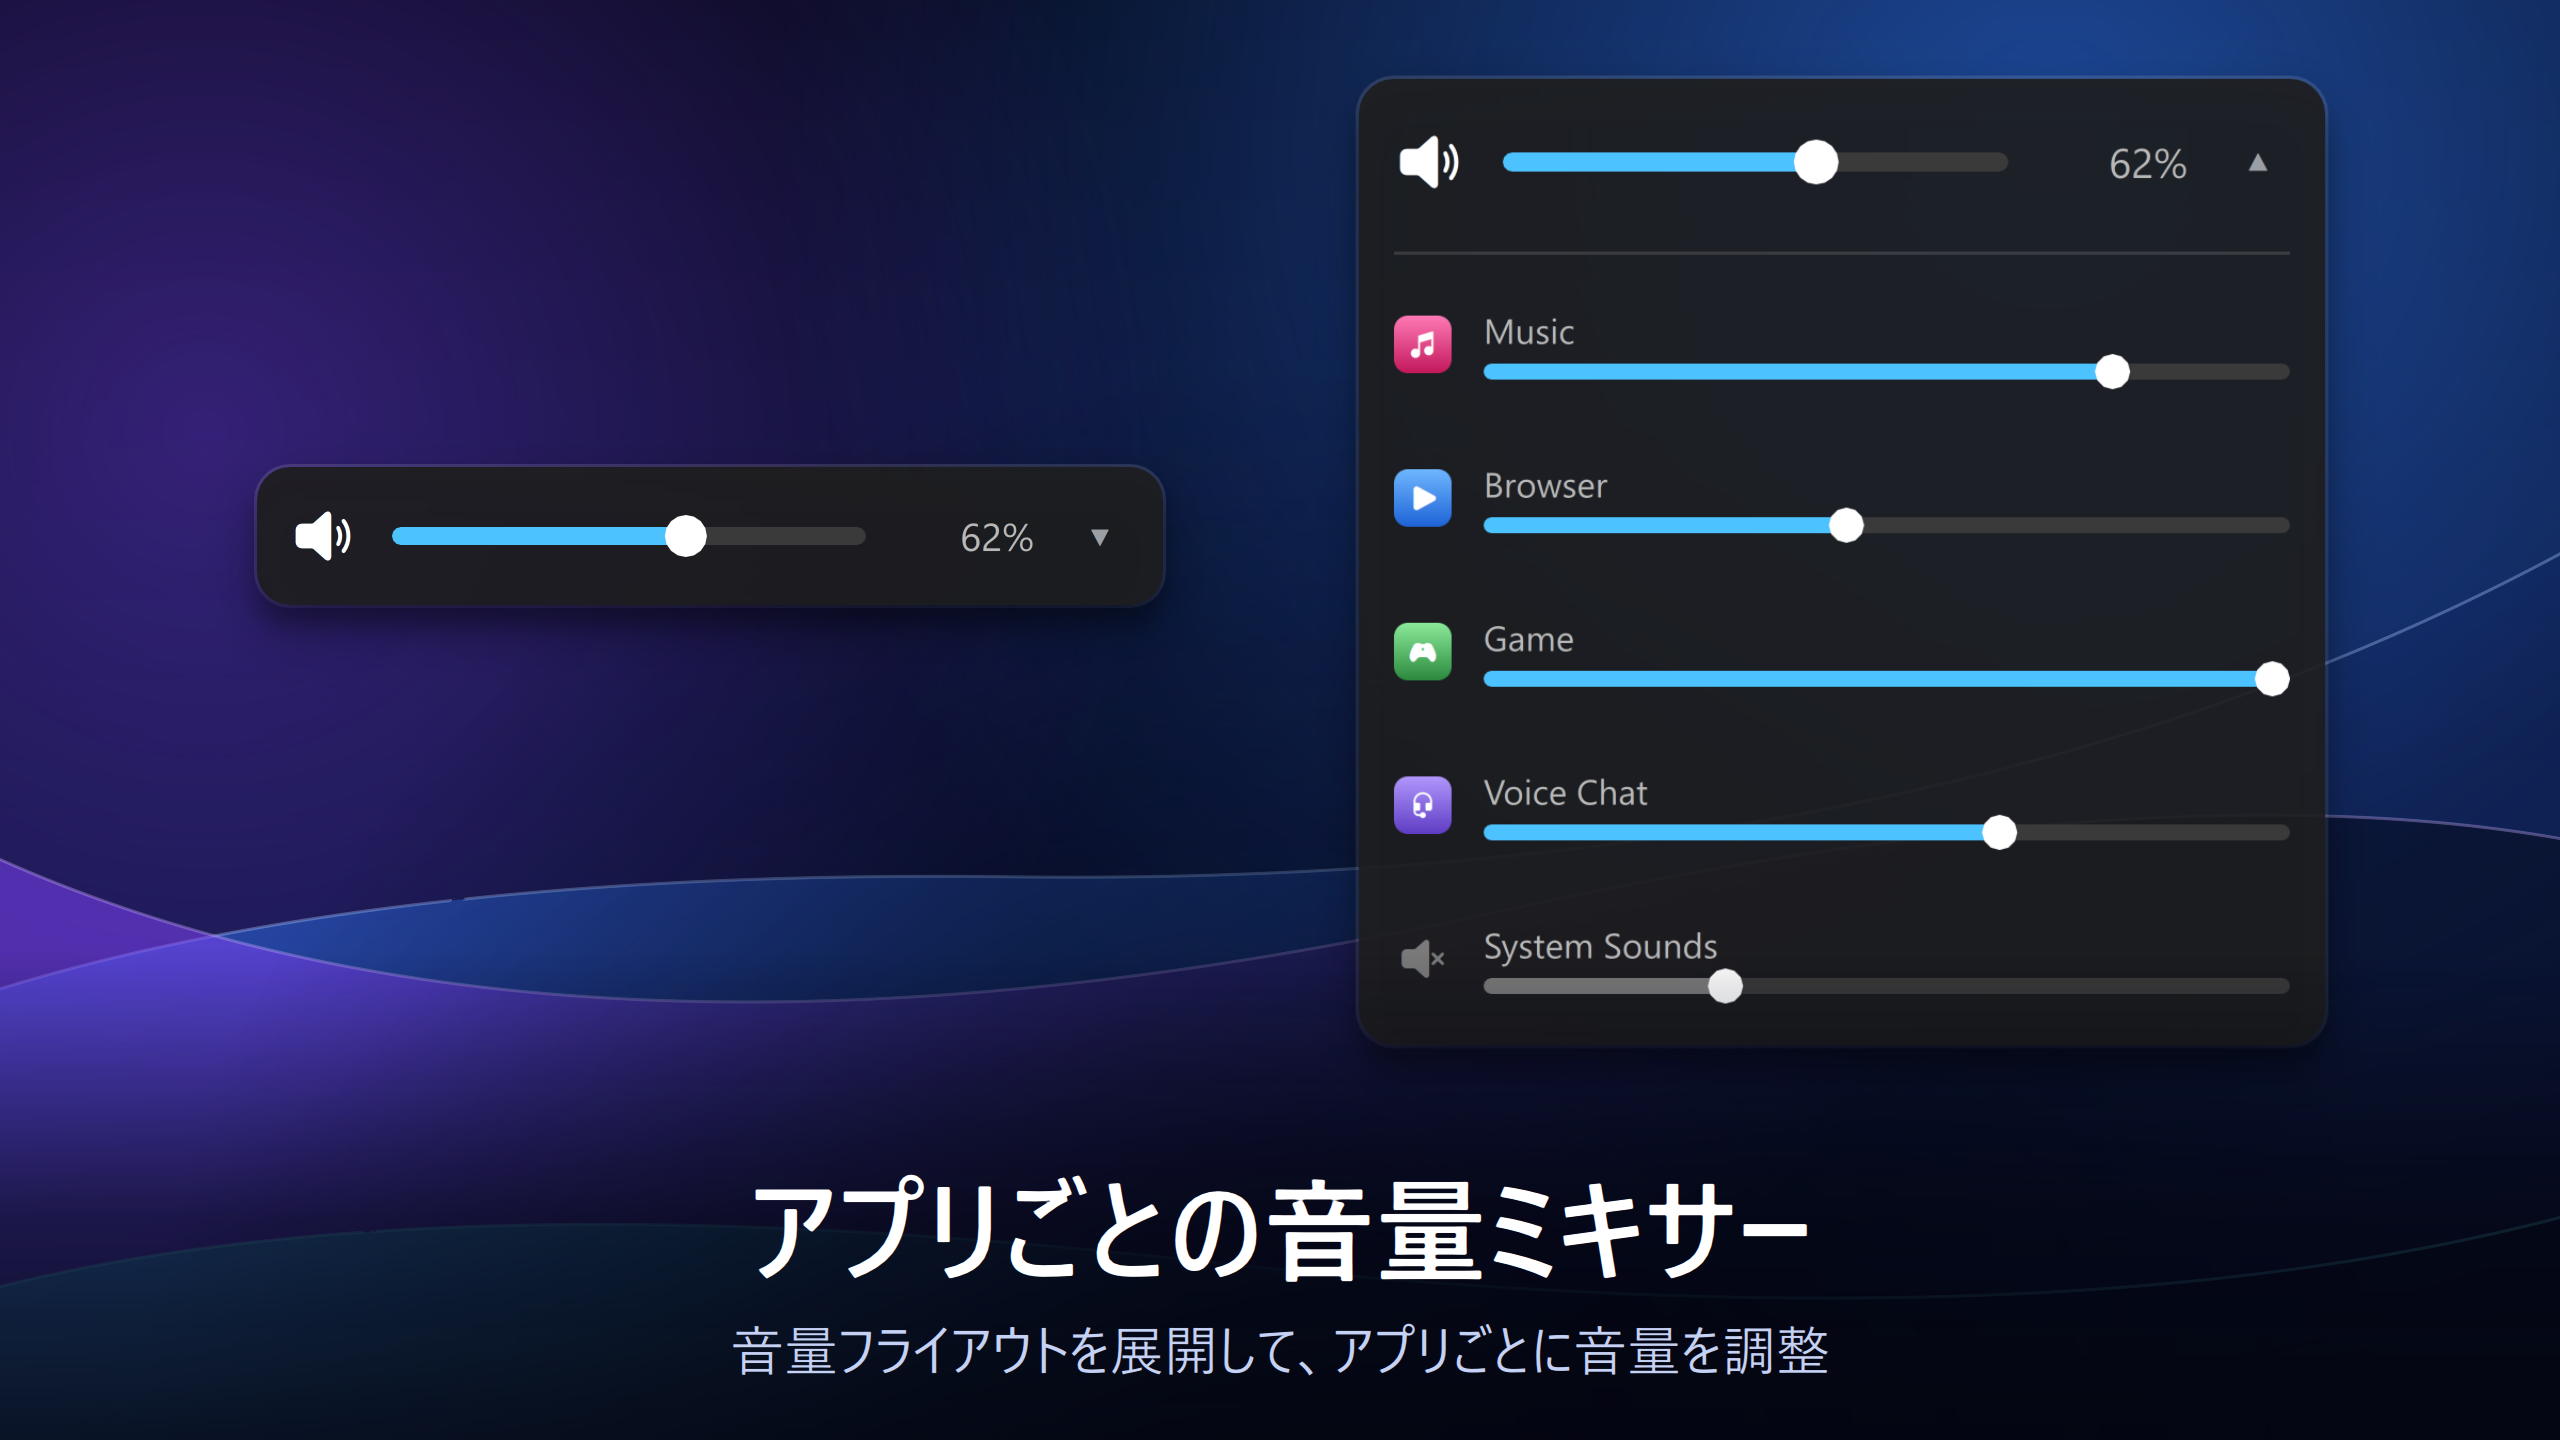 62%
▼
62%
▲
Music
Browser
Game
Voice Chat
System Sounds
アプリごとの音量ミキサー
音量フライアウトを展開して、アプリごとに音量を調整